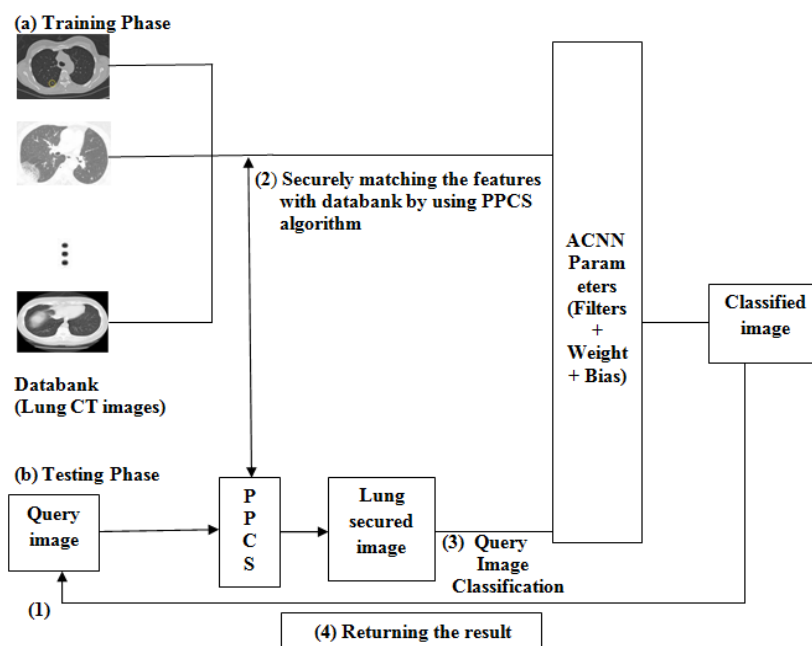 (a) Training Phase
(2) Securely matching the features
with databank by using PPCS
algorithm
ACNN
Param
eters
(Filters
+
Weight
+ Bias)
Classified
image
Databank
(Lung CT images)
(b) Testing Phase
Query
image
P
P
C
S
Lung
secured
image
(3) Query
Image
Classification
(1)
(4) Returning the result